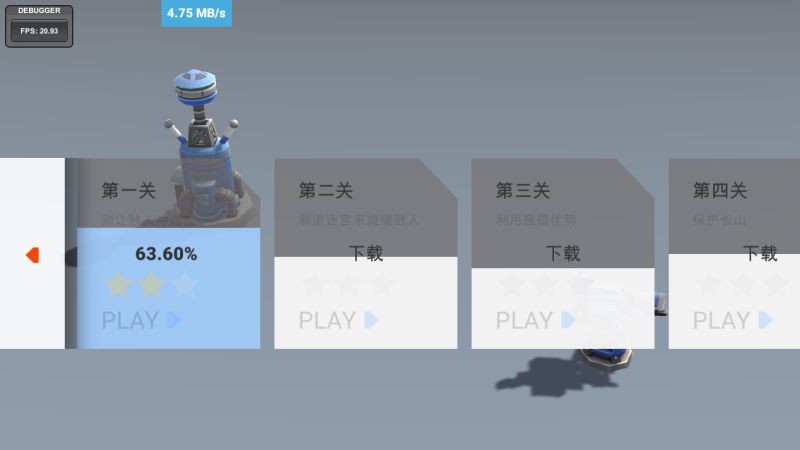 DEBUGGER
FPS: 20.93
4.75 MB/s
第一关
别让敌人
63.60%
PLAY
第二关
制造迷宫来减缓敌人
下载
PLAY
第三关
利用瓶颈优势
下载
PLAY
第四关
保护长山
下载
PLAY